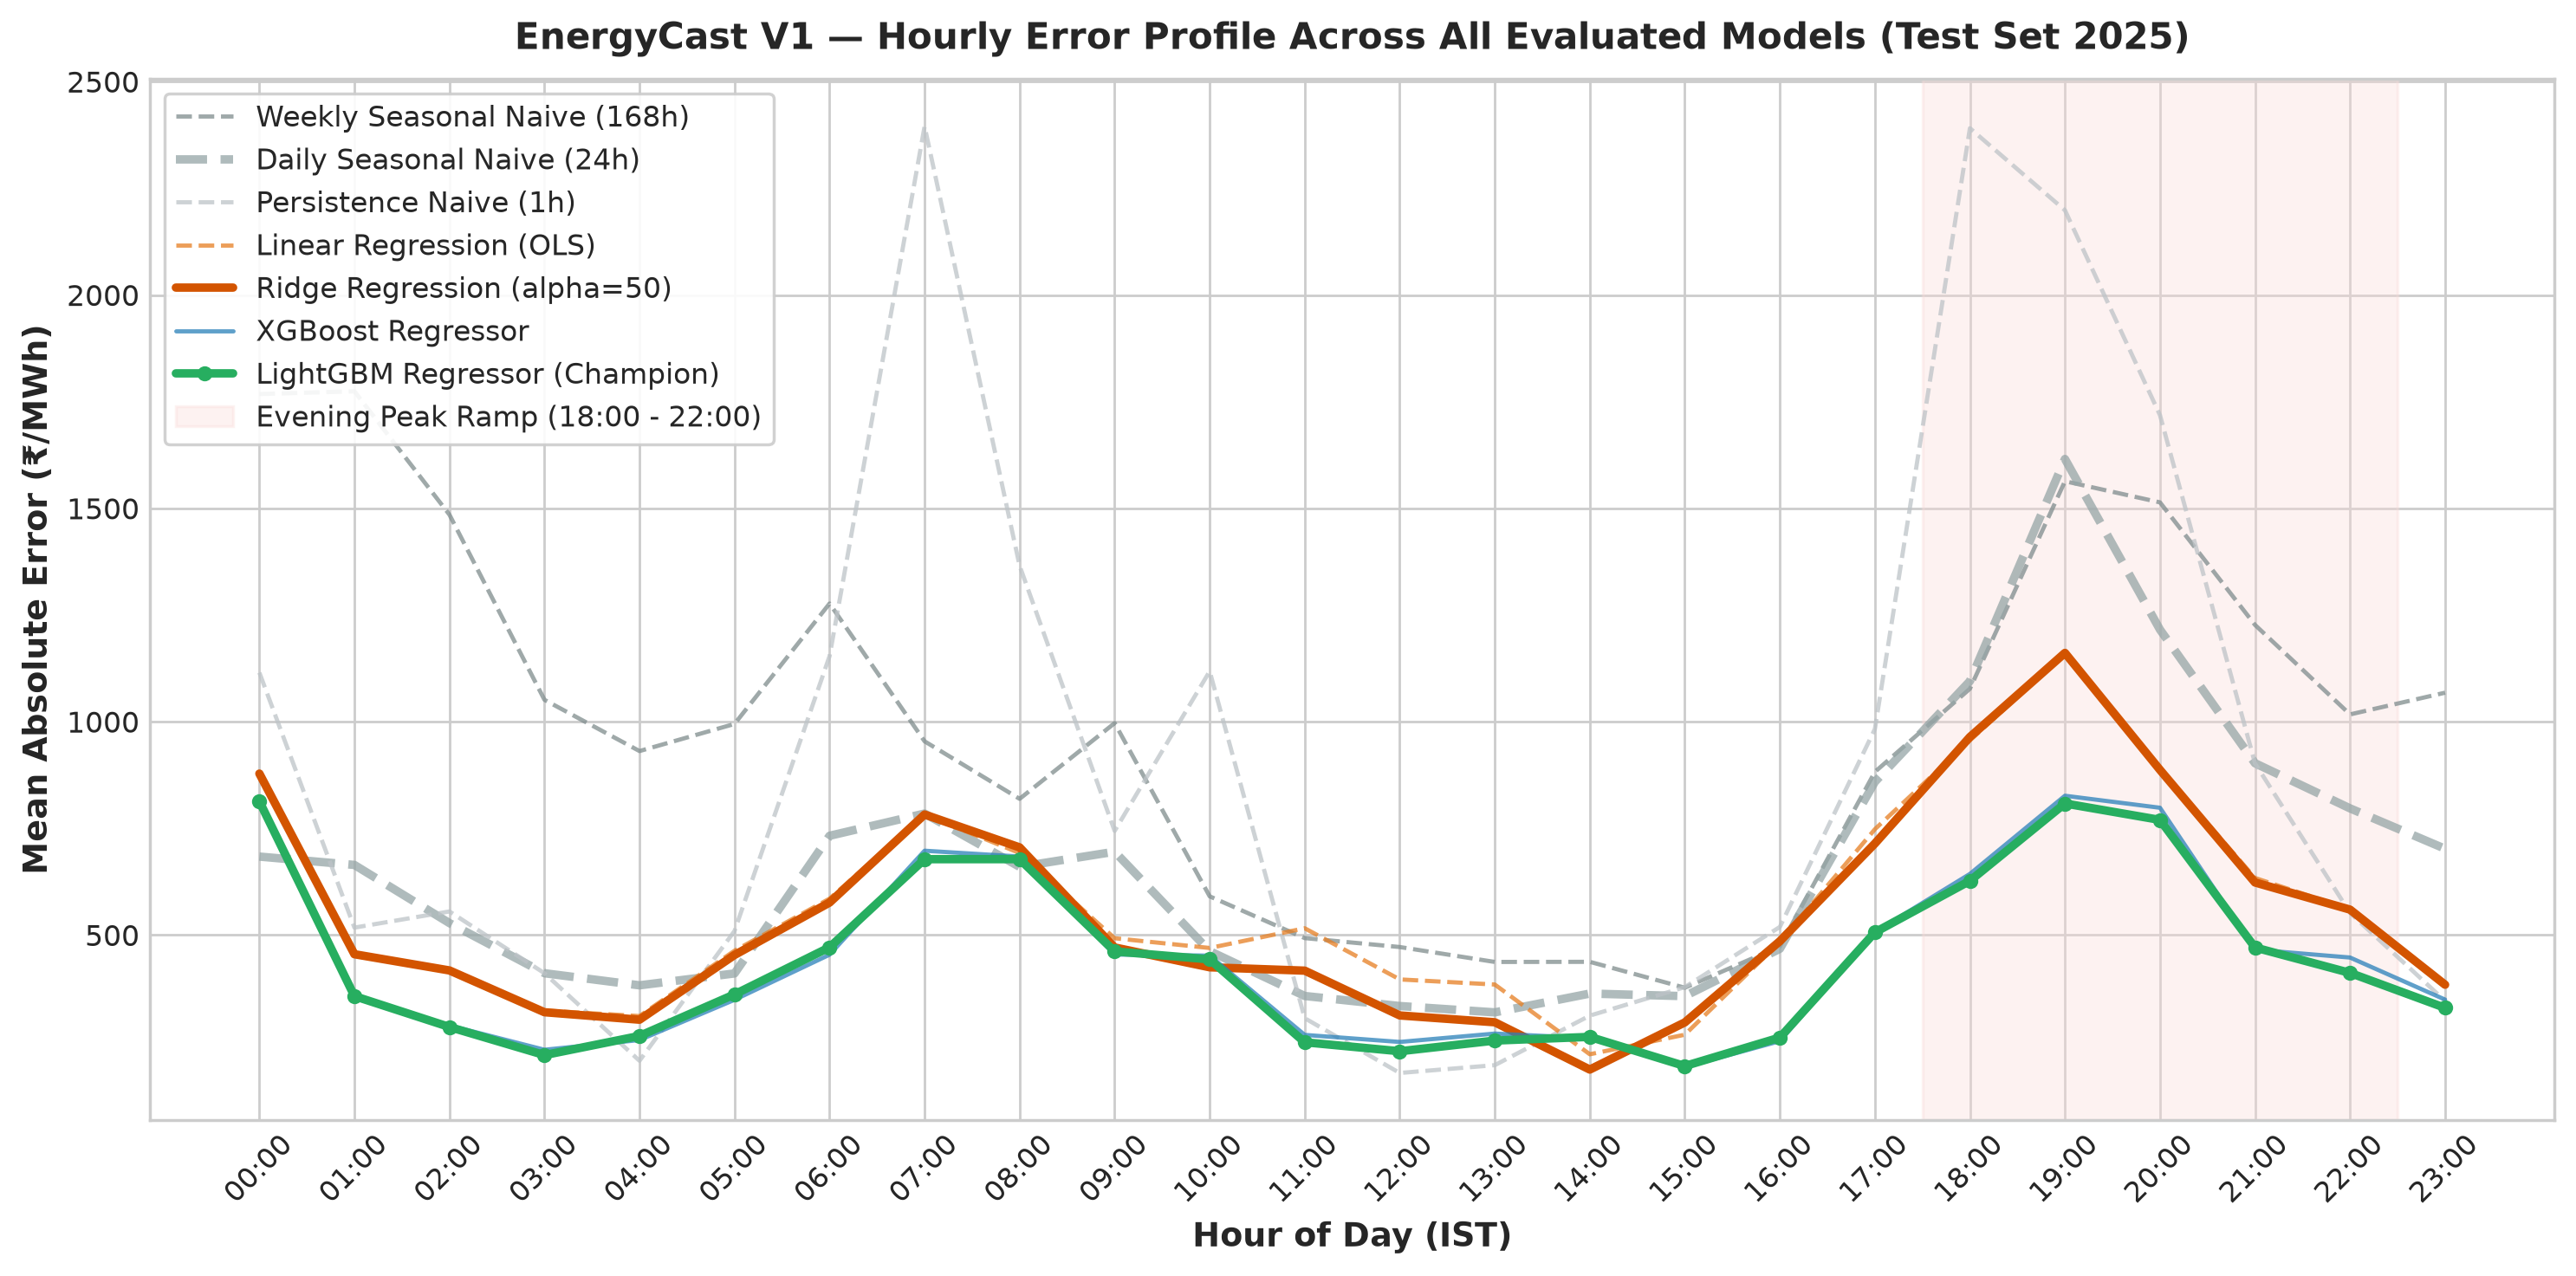 EnergyCast V1 — Hourly Error Profile Across All Evaluated Models (Test Set 2025)
Mean Absolute Error (₹/MWh)
2500
2000
1500
1000
500
Weekly Seasonal Naive (168h)
Daily Seasonal Naive (24h)
Persistence Naive (1h)
Linear Regression (OLS)
Ridge Regression (alpha=50)
XGBoost Regressor
LightGBM Regressor (Champion)
Evening Peak Ramp (18:00 - 22:00)
00:00
01:00
02:00
03:00
04:00
05:00
06:00
07:00
08:00
09:00
10:00
11:00
12:00
13:00
14:00
15:00
16:00
17:00
18:00
19:00
20:00
21:00
22:00
23:00
Hour of Day (IST)